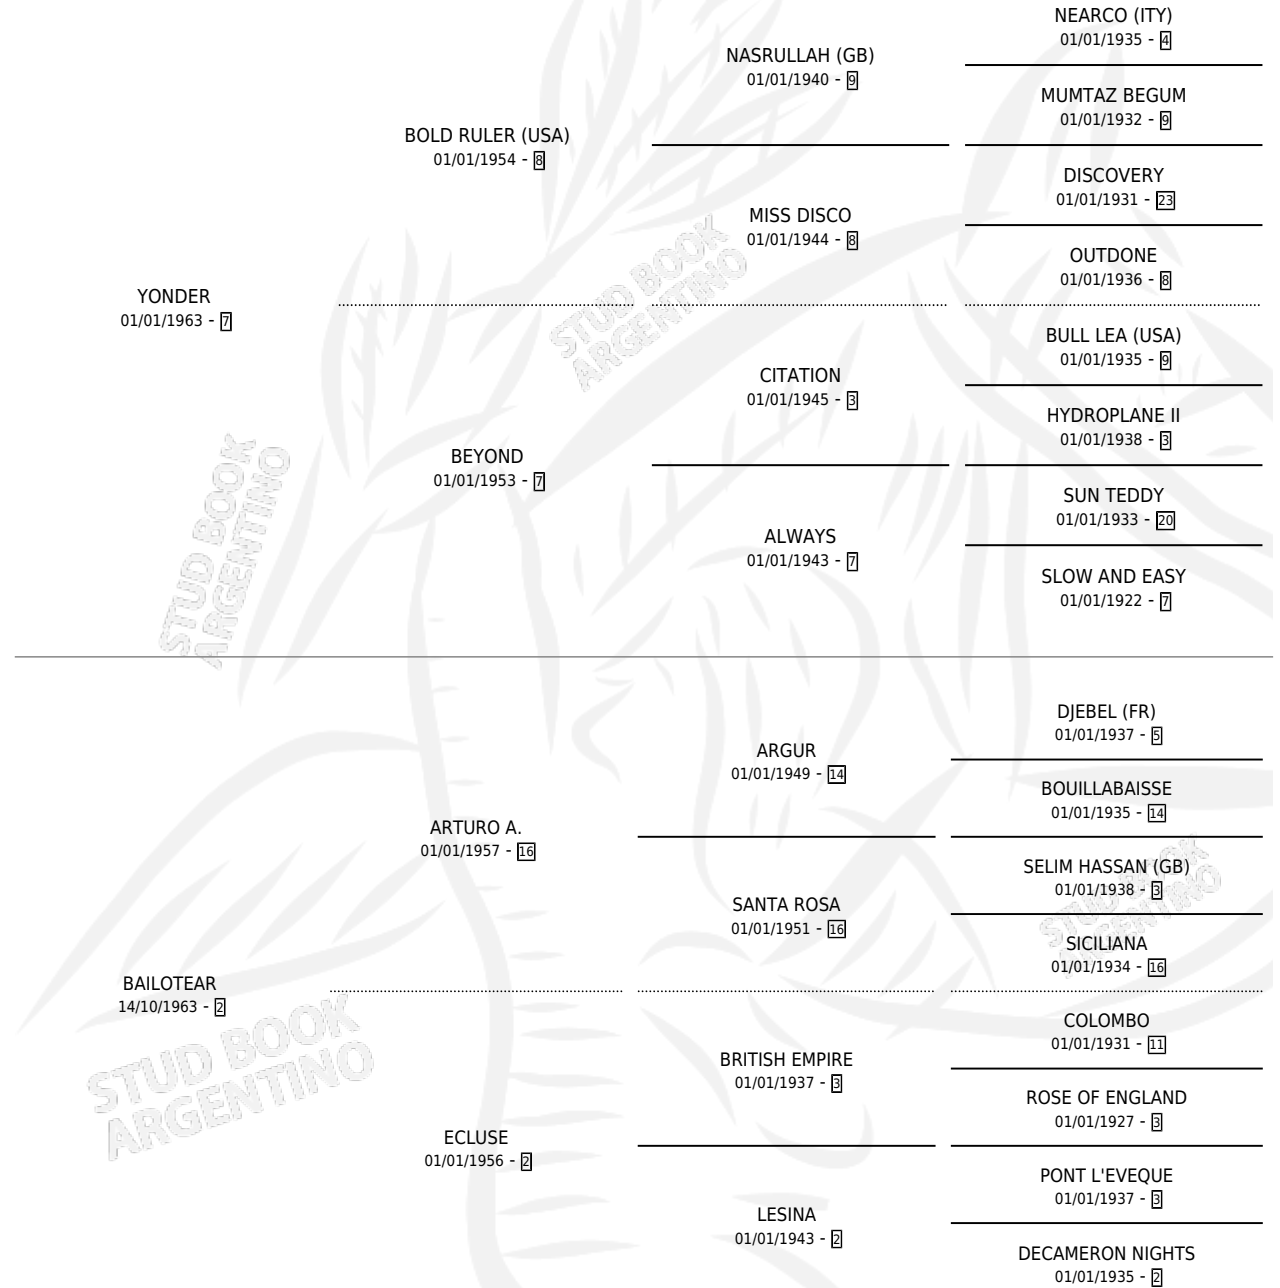 NEARCO (ITY)
01/01/1935 - 4
NASRULLAH (GB)
01/01/1940 - 9
MUMTAZ BEGUM
01/01/1932 - 9
BOLD RULER (USA)
01/01/1954 - 8
DISCOVERY
01/01/1931 - 23
MISS DISCO
01/01/1944 - 8
OUTDONE
01/01/1936 - 8
YONDER
01/01/1963 - 7
STUD BOOK
ARGENTINO
BULL LEA (USA)
01/01/1935 - 9
CITATION
01/01/1945 - 3
HYDROPLANE II
01/01/1938 - 3
BEYOND
01/01/1953 - 7
SUN TEDDY
01/01/1933 - 20
ALWAYS
01/01/1943 - 7
SLOW AND EASY
01/01/1922 - 7
STUD BOOK
ARGENTINO
DJEBEL (FR)
01/01/1937 - 5
ARGUR
01/01/1949 - 14
BOUILLABAISSE
01/01/1935 - 14
ARTURO A.
01/01/1957 - 16
SELIM HASSAN (GB)
01/01/1938 - 3
SANTA ROSA
01/01/1951 - 16
SICILIANA
01/01/1934 - 16
STUD BOOK
ARGENTINO
BAILOTEAR
14/10/1963 - 2
COLOMBO
01/01/1931 - 11
BRITISH EMPIRE
01/01/1937 - 3
ROSE OF ENGLAND
01/01/1927 - 3
STUD BOOK
ARGENTINO
ECLUSE
01/01/1956 - 2
PONT L'EVEQUE
01/01/1937 - 3
LESINA
01/01/1943 - 2
DECAMERON NIGHTS
01/01/1935 - 2